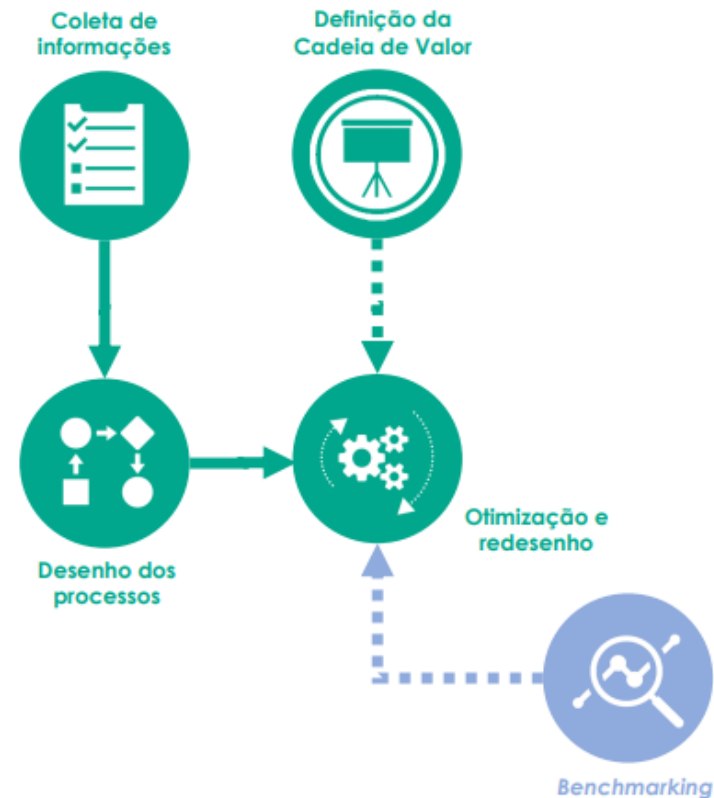 Coleta de
informações
Definição da
Cadeia de Valor
Desenho dos
processos
Otimização e
redesenho
Benchmarking